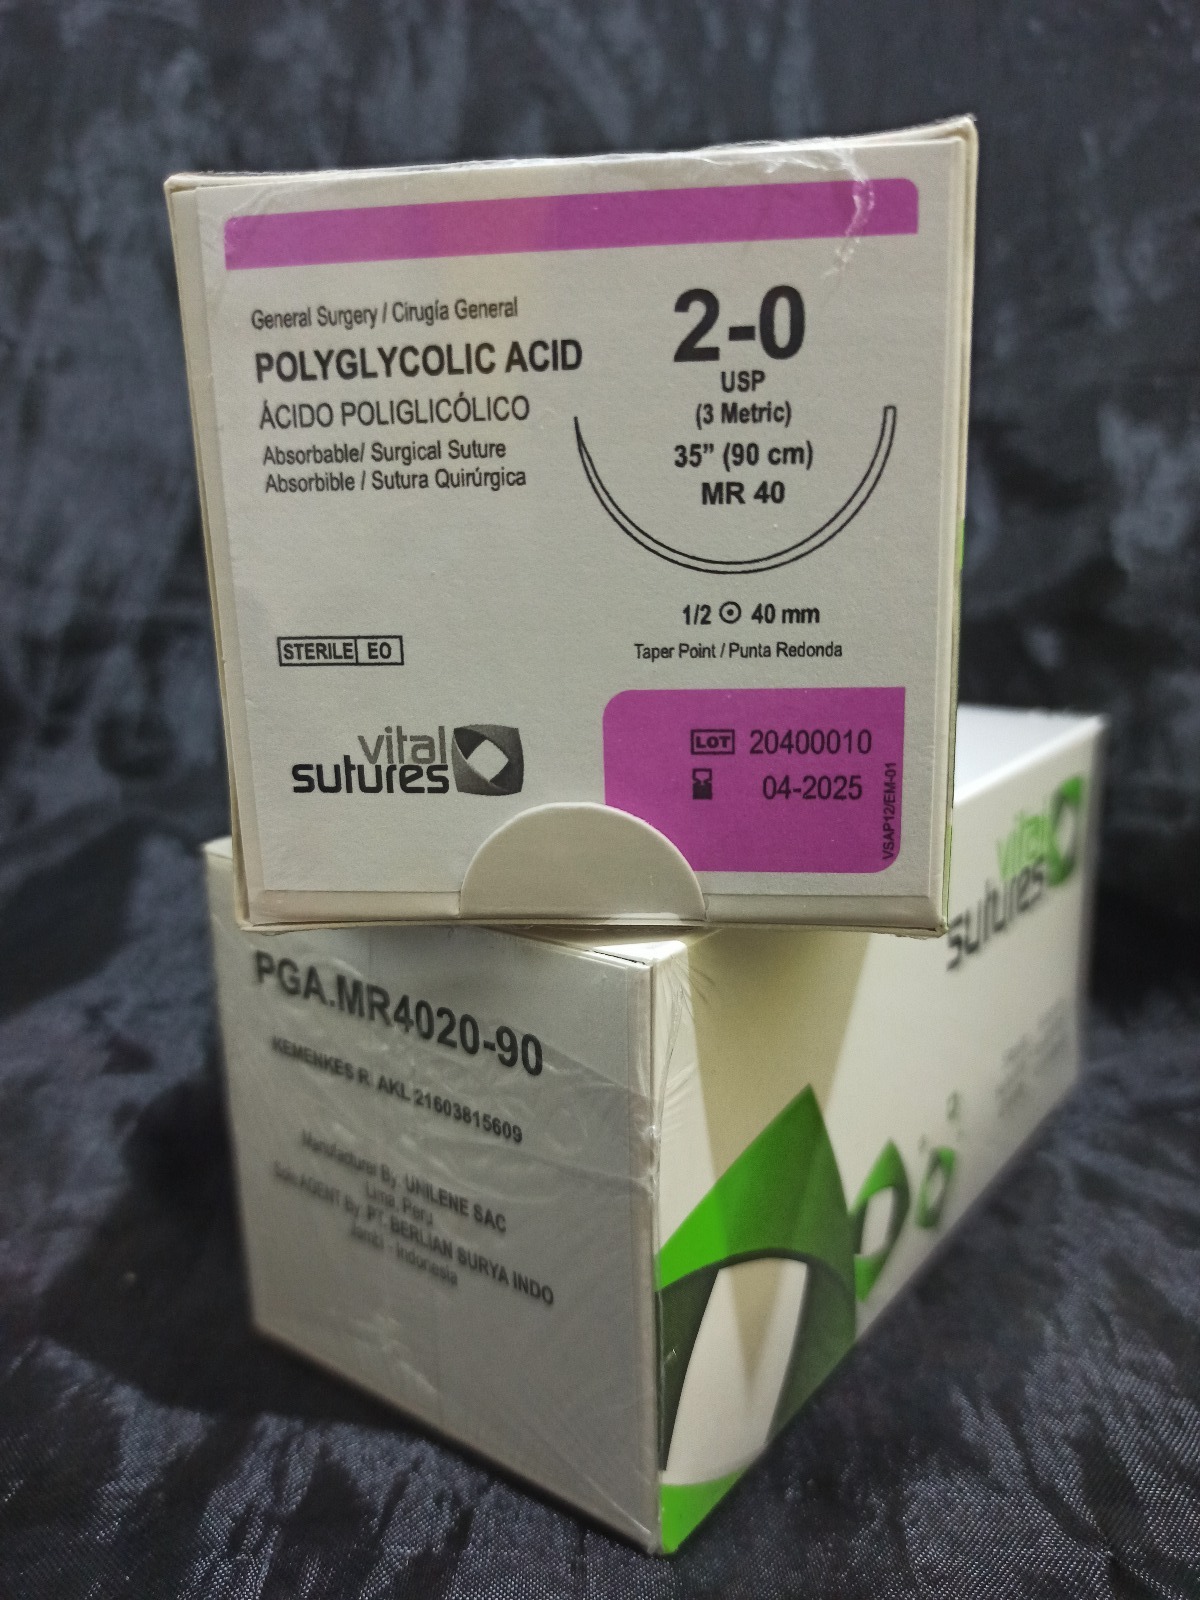 General Surgery / Cirugía General
POLYGLYCOLIC ACID
ÁCIDO POLIGLICÓLICO
Absorbable/ Surgical Suture
Absorbible / Sutura Quirúrgica
2-0
USP
(3 Metric)
35” (90 cm)
MR 40
1/2 40 mm
Taper Point / Punta Redonda
STERILE EO
vital
sutures
LOT 20400010
04-2025
VSAP12/EM-01
vital
sutures
PGA.MR4020-90
KEMENKES R. AKL 21603815609
Manufactured By. UNILENE SAC
Lima, Peru
Sole AGENT By. PT. BERLIAN SURYA INDO
Jambi - Indonesia